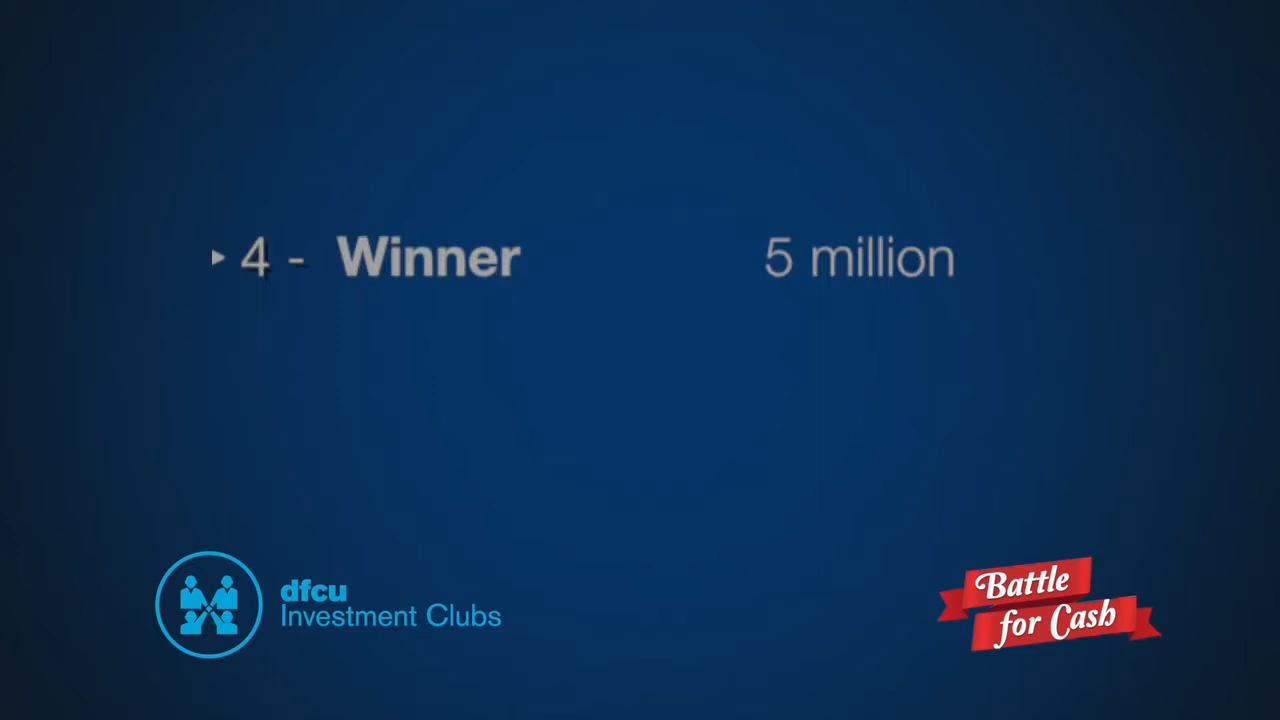 ▸ 4 - Winner 5 million
dfcu
Investment Clubs
Battle
for Cash